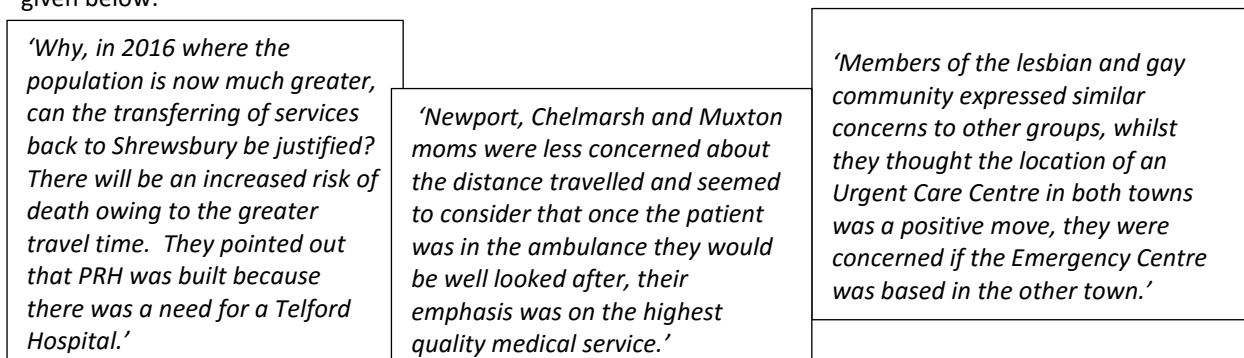 given below:
‘Why, in 2016 where the
population is now much greater,
can the transferring of services
back to Shrewsbury be justified?
There will be an increased risk of
death owing to the greater
travel time.  They pointed out
that PRH was built because
there was a need for a Telford
Hospital.’
‘Newport, Chelmarsh and Muxton
moms were less concerned about
the distance travelled and seemed
to consider that once the patient
was in the ambulance they would
be well looked after, their
emphasis was on the highest
quality medical service.’
‘Members of the lesbian and gay
community expressed similar
concerns to other groups, whilst
they thought the location of an
Urgent Care Centre in both towns
was a positive move, they were
concerned if the Emergency Centre
was based in the other town.’